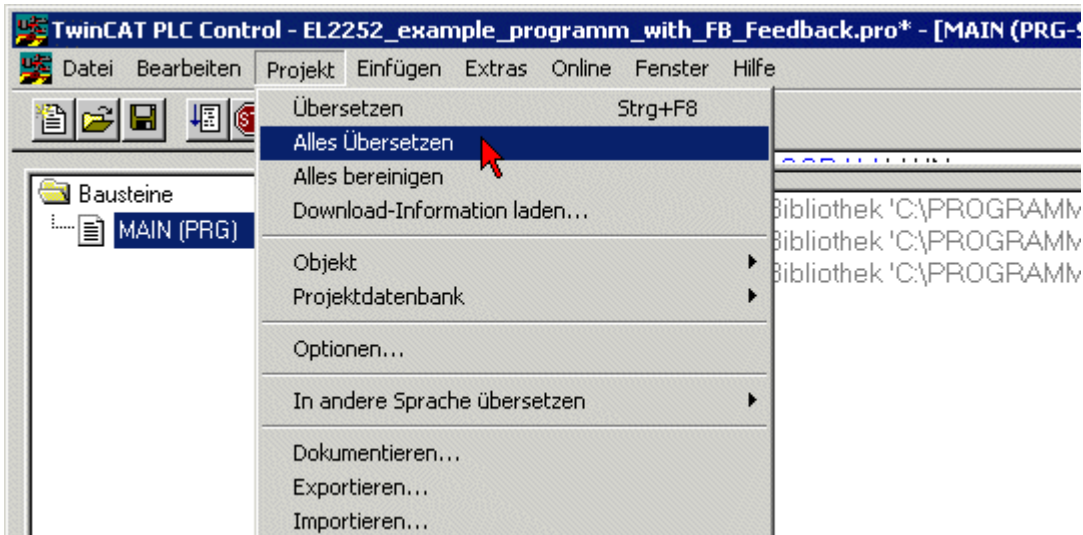 TwinCAT PLC Control - EL2252_example_programm_with_FB_Feedback.pro* - [MAIN (PRG-S
Datei Bearbeiten Projekt Einfügen Extras Online Fenster Hilfe
Übersetzen Strg+F8
Alles Übersetzen
Alles bereinigen
Download-Information laden...
Objekt
Projektdatenbank
Optionen...
In andere Sprache übersetzen
Dokumentieren...
Exportieren...
Importieren...
Bausteine
MAIN (PRG)
Bibliothek 'C:\PROGRAMM
Bibliothek 'C:\PROGRAMM
Bibliothek 'C:\PROGRAMM